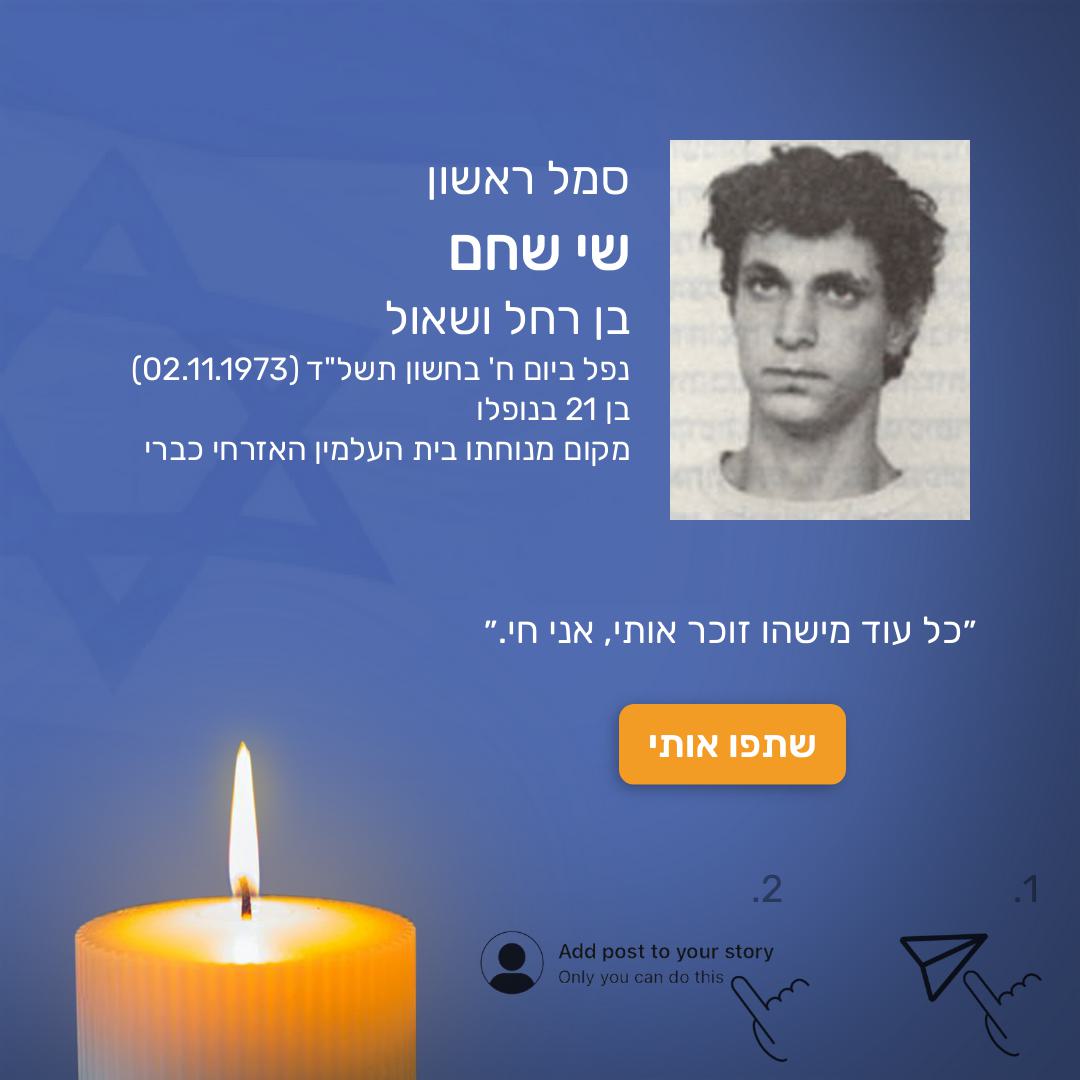 סמל ראשון
שי שחם
בן רחל ושאול
נפל ביום ח' בחשון תשל"ד (02.11.1973)
בן 21 בנופלו
מקום מנוחתו בית העלמין האזרחי כברי
״כל עוד מישהו זוכר אותי, אני חי.״
שתפו אותי
.1
.2
Add post to your story
Only you can do this